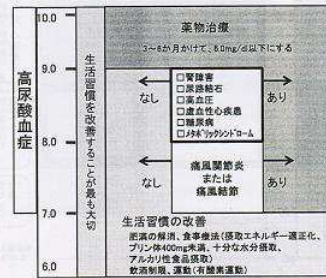 高尿酸血症
10.0
9.0
8.0
7.0
6.0
生活習慣を改善することが最も大切
薬物治療
3～6か月かけて、6.0mg/dl以下にする
なし
あり
□腎障害
□尿路結石
□高血圧
□虚血性心疾患
□糖尿病
□メタボリックシンドローム
なし
あり
痛風関節炎
または
痛風結節
生活習慣の改善
肥満の解消、食事療法(摂取エネルギー適正化、
プリン体400mg未満、十分な水分摂取、
アルカリ性食品摂取)
飲酒制限、運動(有酸素運動)